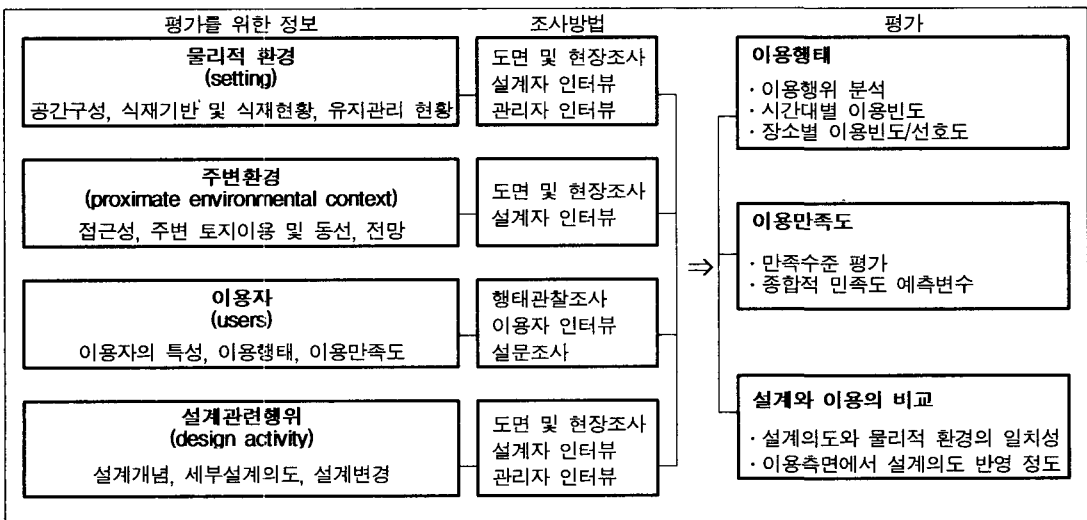 평가를 위한 정보
조사방법
평가
물리적 환경
(setting)
공간구성, 식재기반 및 식재현황, 유지관리 현황
도면 및 현장조사
설계자 인터뷰
관리자 인터뷰
주변환경
(proximate environmental context)
접근성, 주변 토지이용 및 동선, 전망
도면 및 현장조사
설계자 인터뷰
이용자
(users)
이용자의 특성, 이용행태, 이용만족도
행태관찰조사
이용자 인터뷰
설문조사
설계관련행위
(design activity)
설계개념, 세부설계의도, 설계변경
도면 및 현장조사
설계자 인터뷰
관리자 인터뷰
⇒
이용행태
· 이용행위 분석
· 시간대별 이용빈도
· 장소별 이용빈도/선호도
이용만족도
· 만족수준 평가
· 종합적 민족도 예측변수
설계와 이용의 비교
· 설계의도와 물리적 환경의 일치성
· 이용측면에서 설계의도 반영 정도